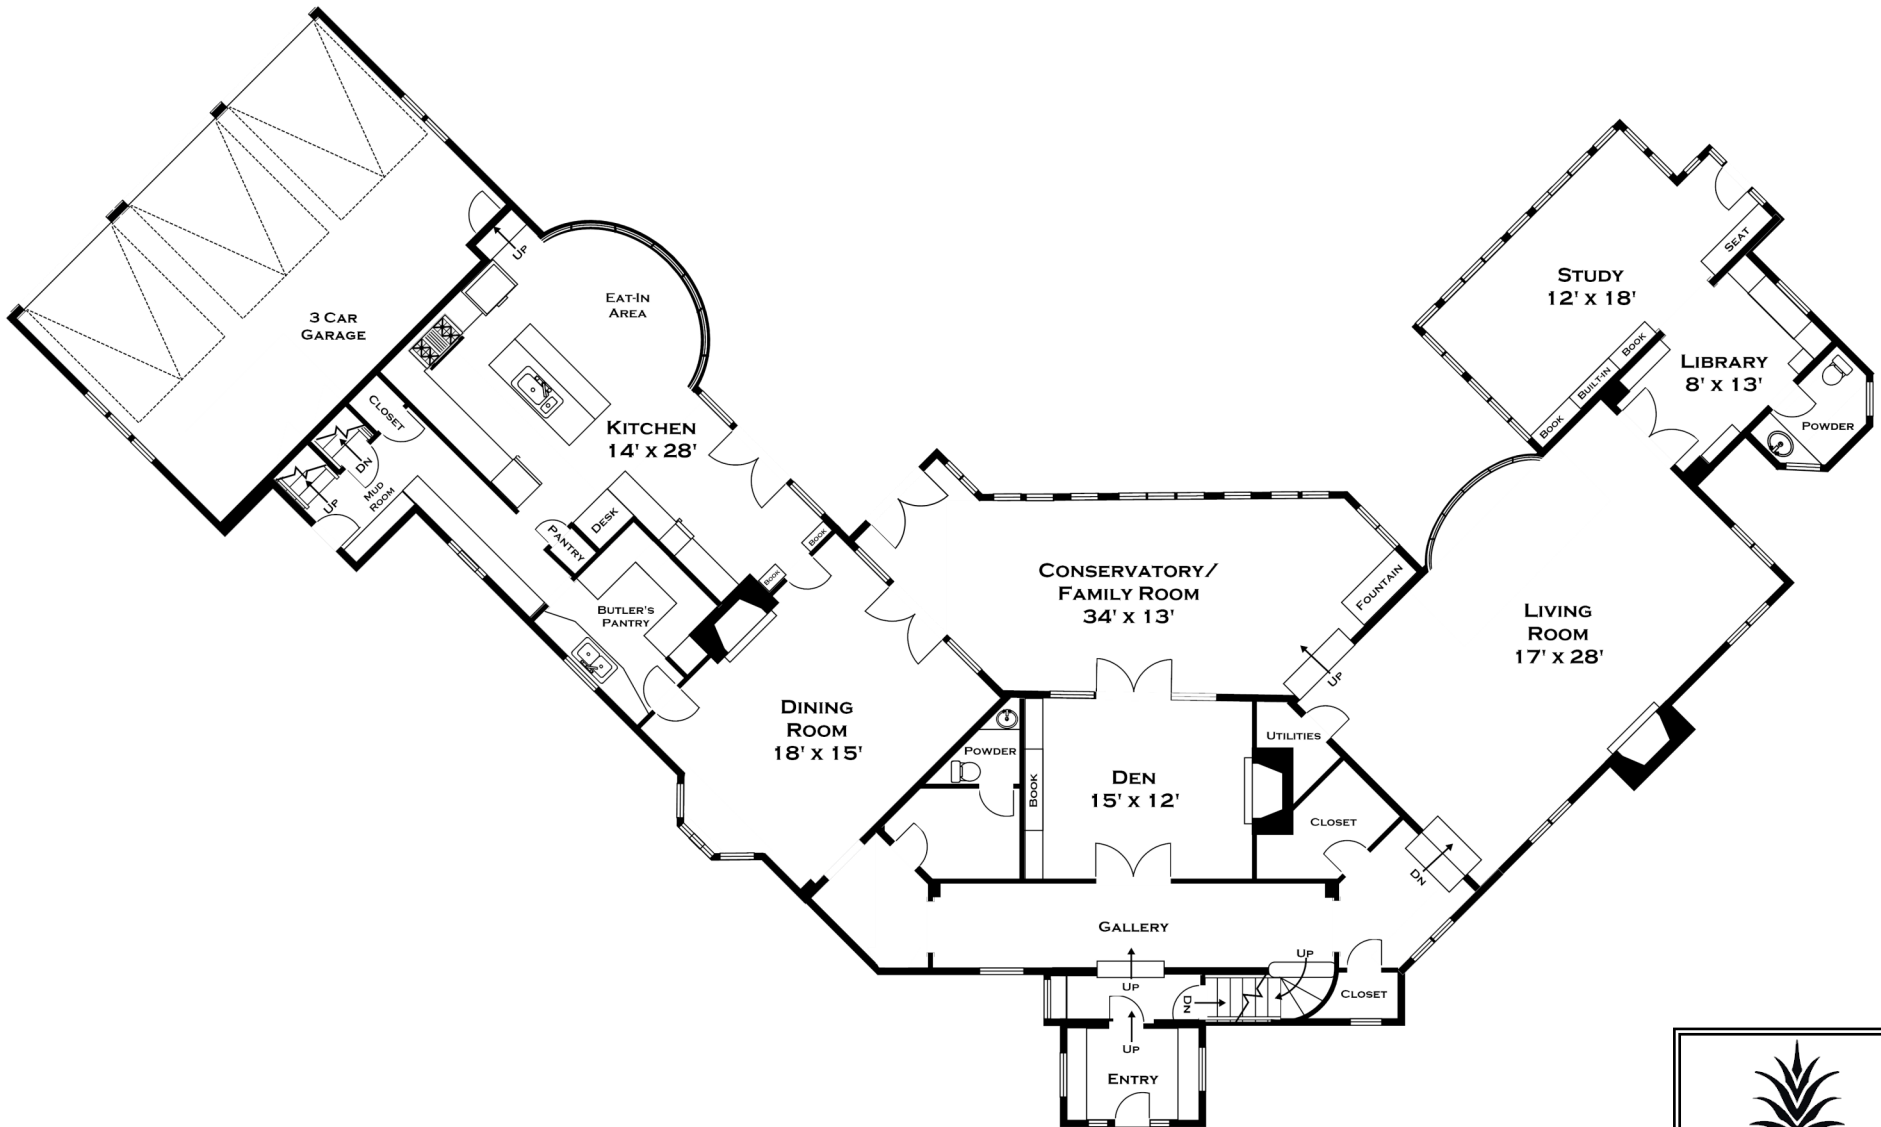 3 Car
Garage
Up
Eat-In
Area
Kitchen
14' x 28'
Closet
Dn
Up
Mud
Room
Pantry
Desk
Book
Book
Butler's
Pantry
Dining
Room
18' x 15'
Conservatory/
Family Room
34' x 13'
Fountain
Up
Study
12' x 18'
Seat
Book
Built-In
Book
Library
8' x 13'
Powder
Living
Room
17' x 28'
Utilities
Powder
Book
Den
15' x 12'
Closet
Dn
Gallery
Up
Up
Dn
Closet
Up
Entry